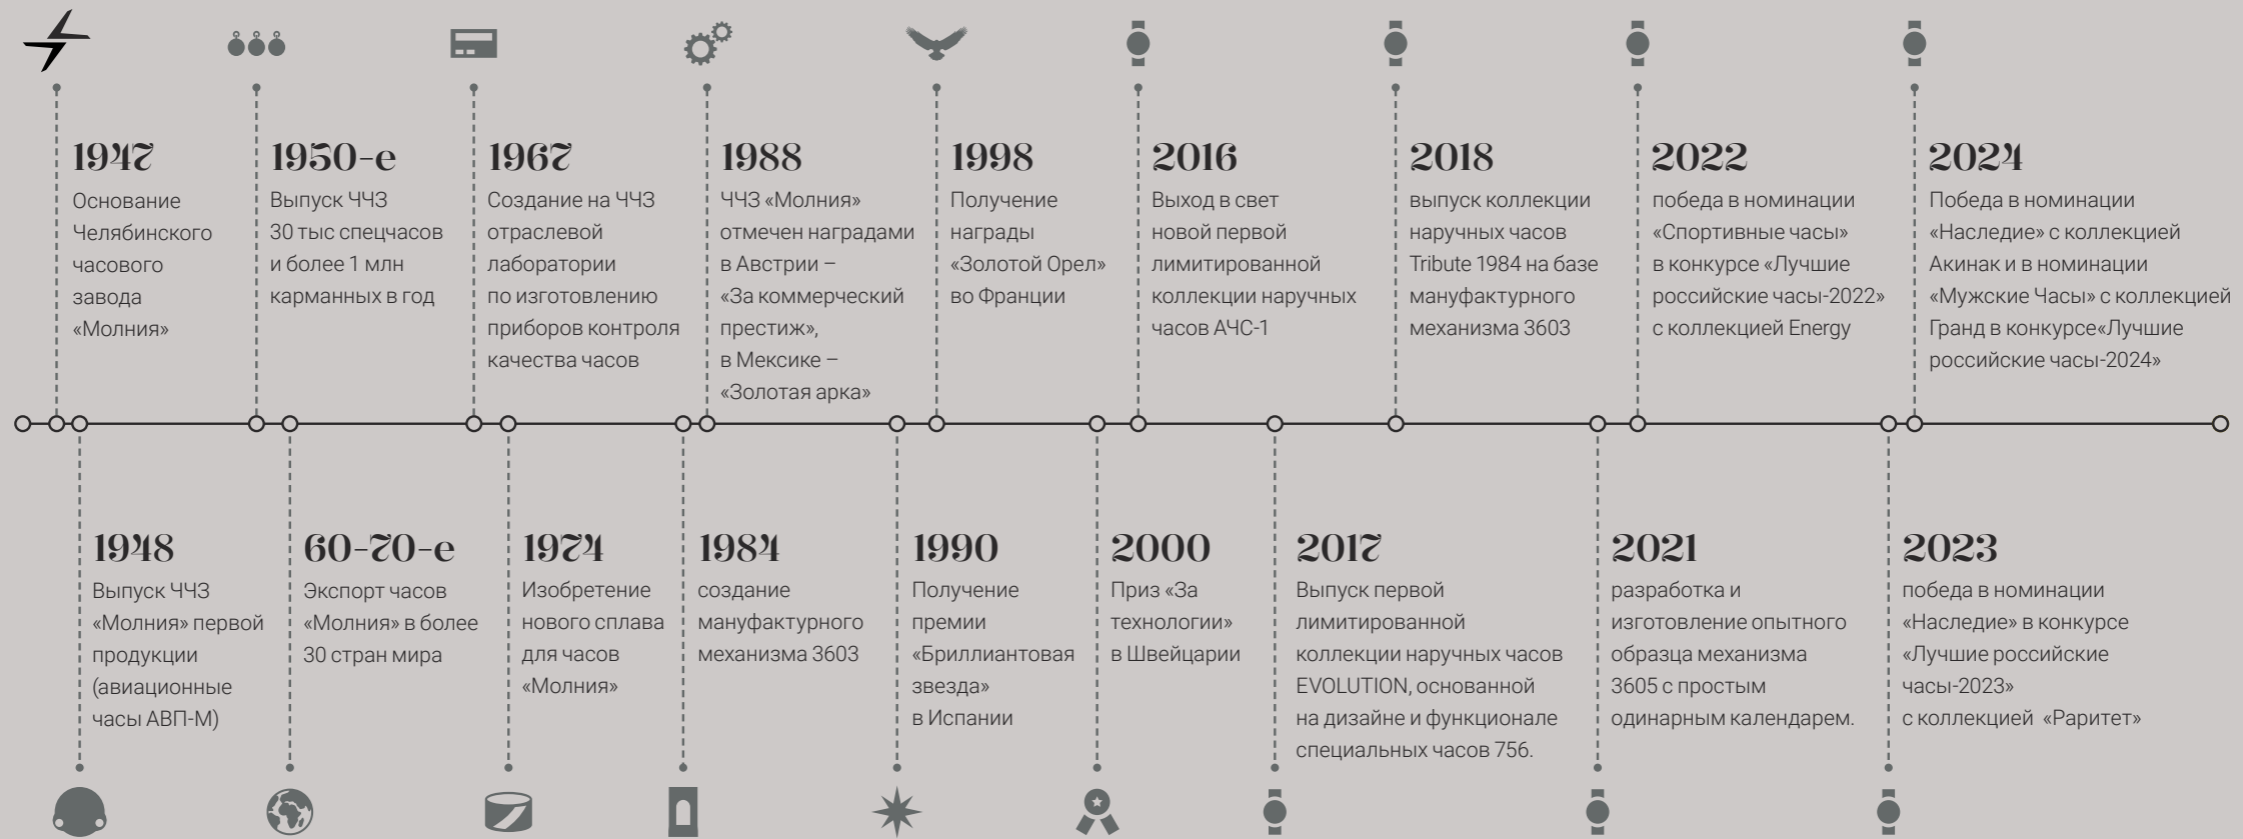 1947
Основание
Челябинского
часового
завода
«Молния»
1950-е
Выпуск ЧЧЗ
30 тыс спецчасов
и более 1 млн
карманных в год
1967
Создание на ЧЧЗ
отраслевой
лаборатории
по изготовлению
приборов контроля
качества часов
1988
ЧЧЗ «Молния»
отмечен наградами
в Австрии –
«За коммерческий
престиж»,
в Мексике –
«Золотая арка»
1998
Получение
награды
«Золотой Орел»
во Франции
2016
Выход в свет
новой первой
лимитированной
коллекции наручных
часов АЧС-1
2018
выпуск коллекции
наручных часов
Tribute 1984 на базе
мануфактурного
механизма 3603
2022
победа в номинации
«Спортивные часы»
в конкурсе «Лучшие
российские часы-2022»
с коллекцией Energy
2024
Победа в номинации
«Наследие» с коллекцией
Акинак и в номинации
«Мужские Часы» с коллекцией
Гранд в конкурсе«Лучшие
российские часы-2024»
1948
Выпуск ЧЧЗ
«Молния» первой
продукции
(авиационные
часы АВП-М)
60-70-е
Экспорт часов
«Молния» в более
30 стран мира
1974
Изобретение
нового сплава
для часов
«Молния»
1984
создание
мануфактурного
механизма 3603
1990
Получение
премии
«Бриллиантовая
звезда»
в Испании
2000
Приз «За
технологии»
в Швейцарии
2017
Выпуск первой
лимитированной
коллекции наручных часов
EVOLUTION, основанной
на дизайне и функционале
специальных часов 756.
2021
разработка и
изготовление опытного
образца механизма
3605 с простым
одинарным календарем.
2023
победа в номинации
«Наследие» в конкурсе
«Лучшие российские
часы-2023»
с коллекцией «Раритет»